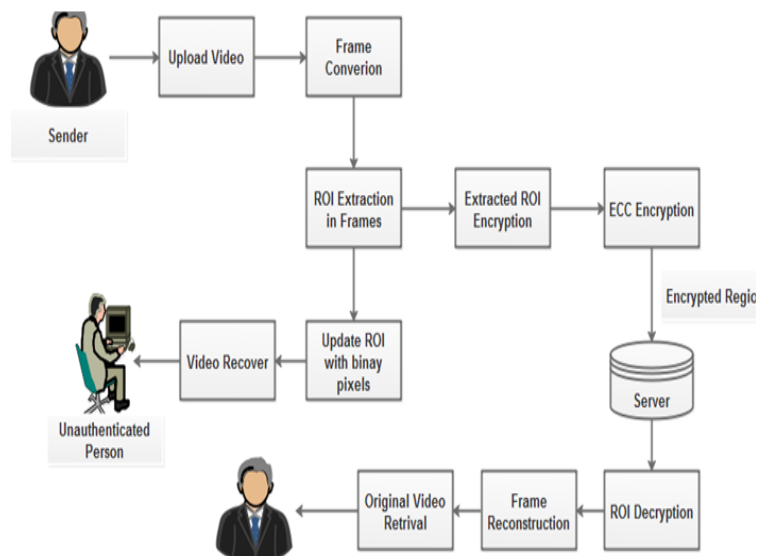 Upload Video
Frame
Converion
Sender
ROI Extraction
in Frames
Extracted ROI
Encryption
ECC Encryption
Encrypted Regio
Video Recover
Update ROI
with binay
pixels
Server
Unauthenticated
Person
Original Video
Retrival
Frame
Reconstruction
ROI Decryption